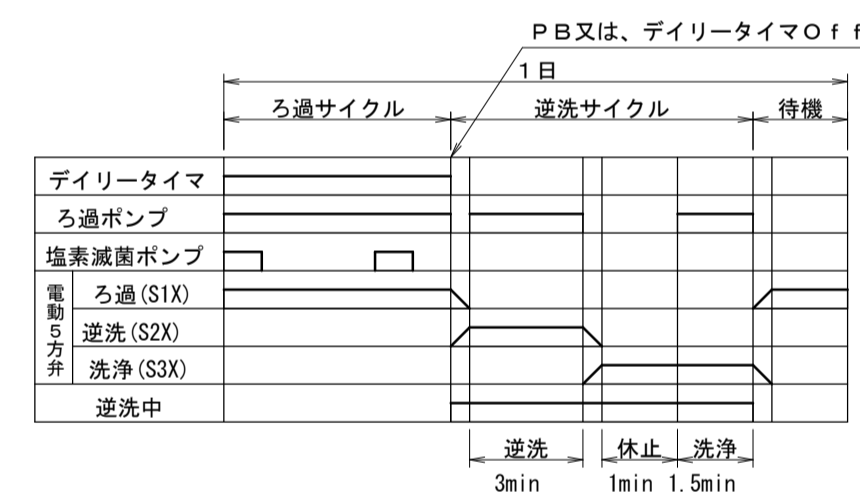 PB又は、デイリータイマOff
1日
ろ過サイクル 逆洗サイクル 待機
デイリータイマ
ろ過ポンプ
塩素滅菌ポンプ
電動5方弁
ろ過(S1X)
逆洗(S2X)
洗浄(S3X)
逆洗中
逆洗 休止 洗浄
3min 1min 1.5min